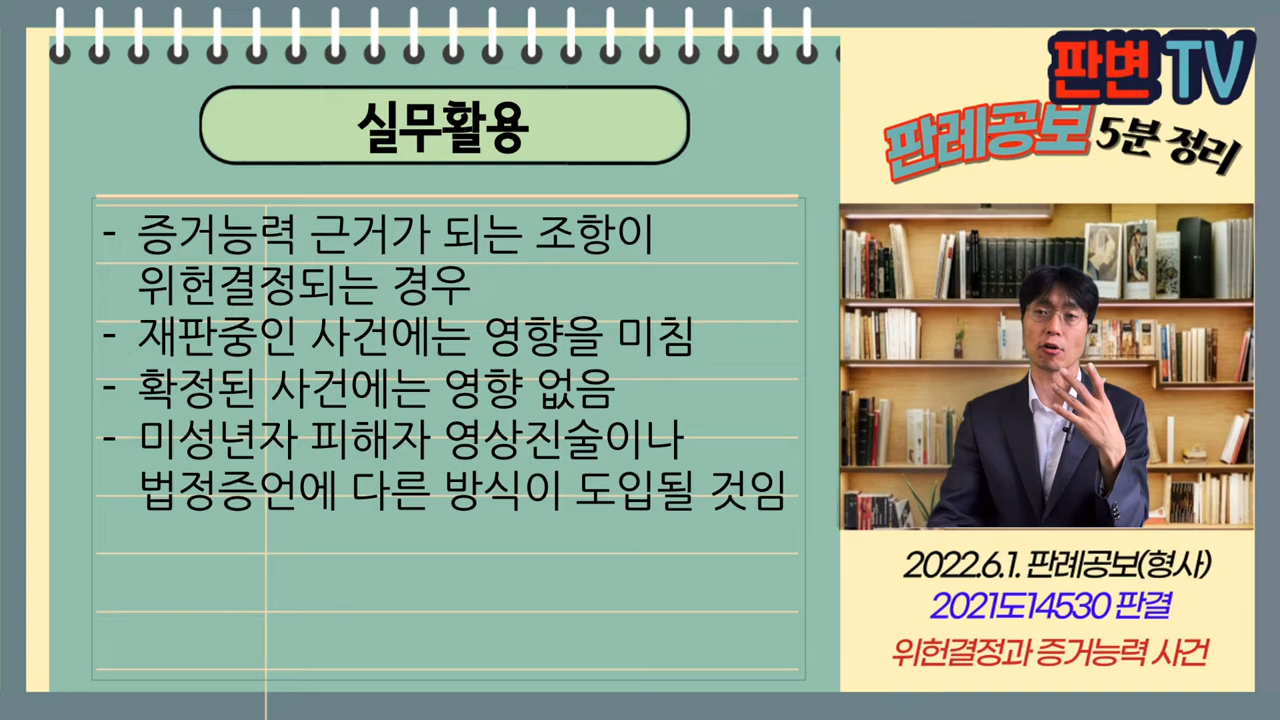 실무활용
- 증거능력 근거가 되는 조항이
위헌결정되는 경우
- 재판중인 사건에는 영향을 미침
- 확정된 사건에는 영향 없음
- 미성년자 피해자 영상진술이나
법정증언에 다른 방식이 도입될 것임
판변 TV
판례공보 5분 정리
2022.6.1. 판례공보(형사)
2021도14530 판결
위헌결정과 증거능력 사건